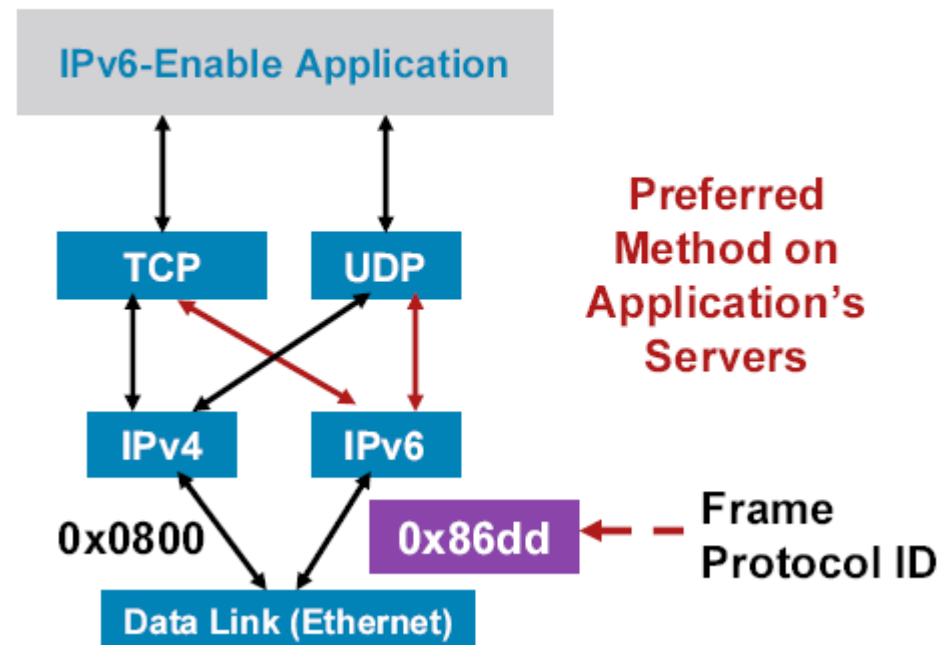 IPv6-Enable Application
TCP
UDP
Preferred
Method on
Application's
Servers
IPv4
IPv6
0x0800
0x86dd
Frame
Protocol ID
Data Link (Ethernet)